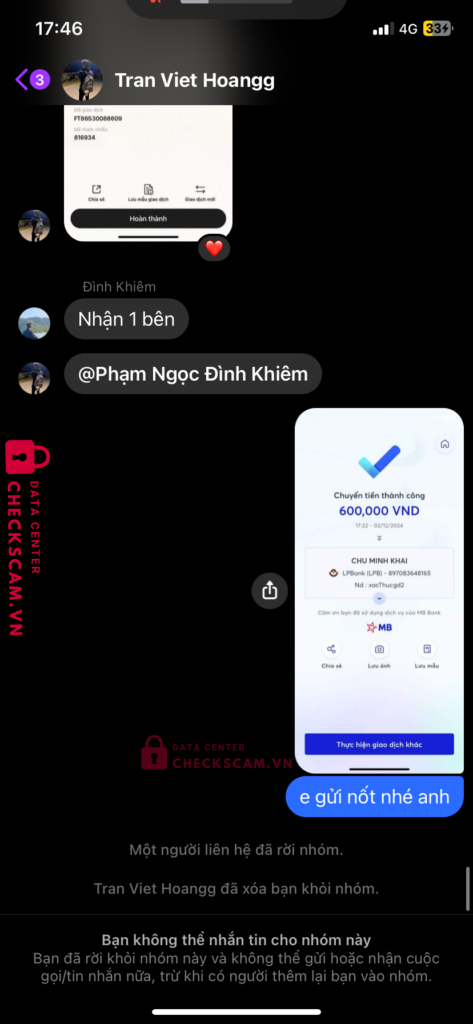 17:46
4G
33
3
Tran Viet Hoangg
Mã giao dịch
FT86530088609
Mã tham chiếu
816934
Chia sẻ
Lưu mẫu giao dịch
Giao dịch mới
Hoàn thành
Đình Khiêm
Nhận 1 bên
@Phạm Ngọc Đình Khiêm
Chuyển tiền thành công
600,000 VND
17:22 - 02/12/2024
CHU MINH KHAI
LPBank (LPB) - 897083648165
Nd : xacThucgd2
Cảm ơn bạn đã sử dụng dịch vụ của MB Bank
MB
Chia sẻ
Lưu ảnh
Lưu mẫu
Thực hiện giao dịch khác
DATA CENTER
CHECKSCAM.VN
DATA CENTER
CHECKSCAM.VN
e gửi nốt nhé anh
Một người liên hệ đã rời nhóm.
Tran Viet Hoangg đã xóa bạn khỏi nhóm.
Bạn không thể nhắn tin cho nhóm này
Bạn đã rời khỏi nhóm này và không thể gửi hoặc nhận cuộc
gọi/tin nhắn nữa, trừ khi có người thêm lại bạn vào nhóm.